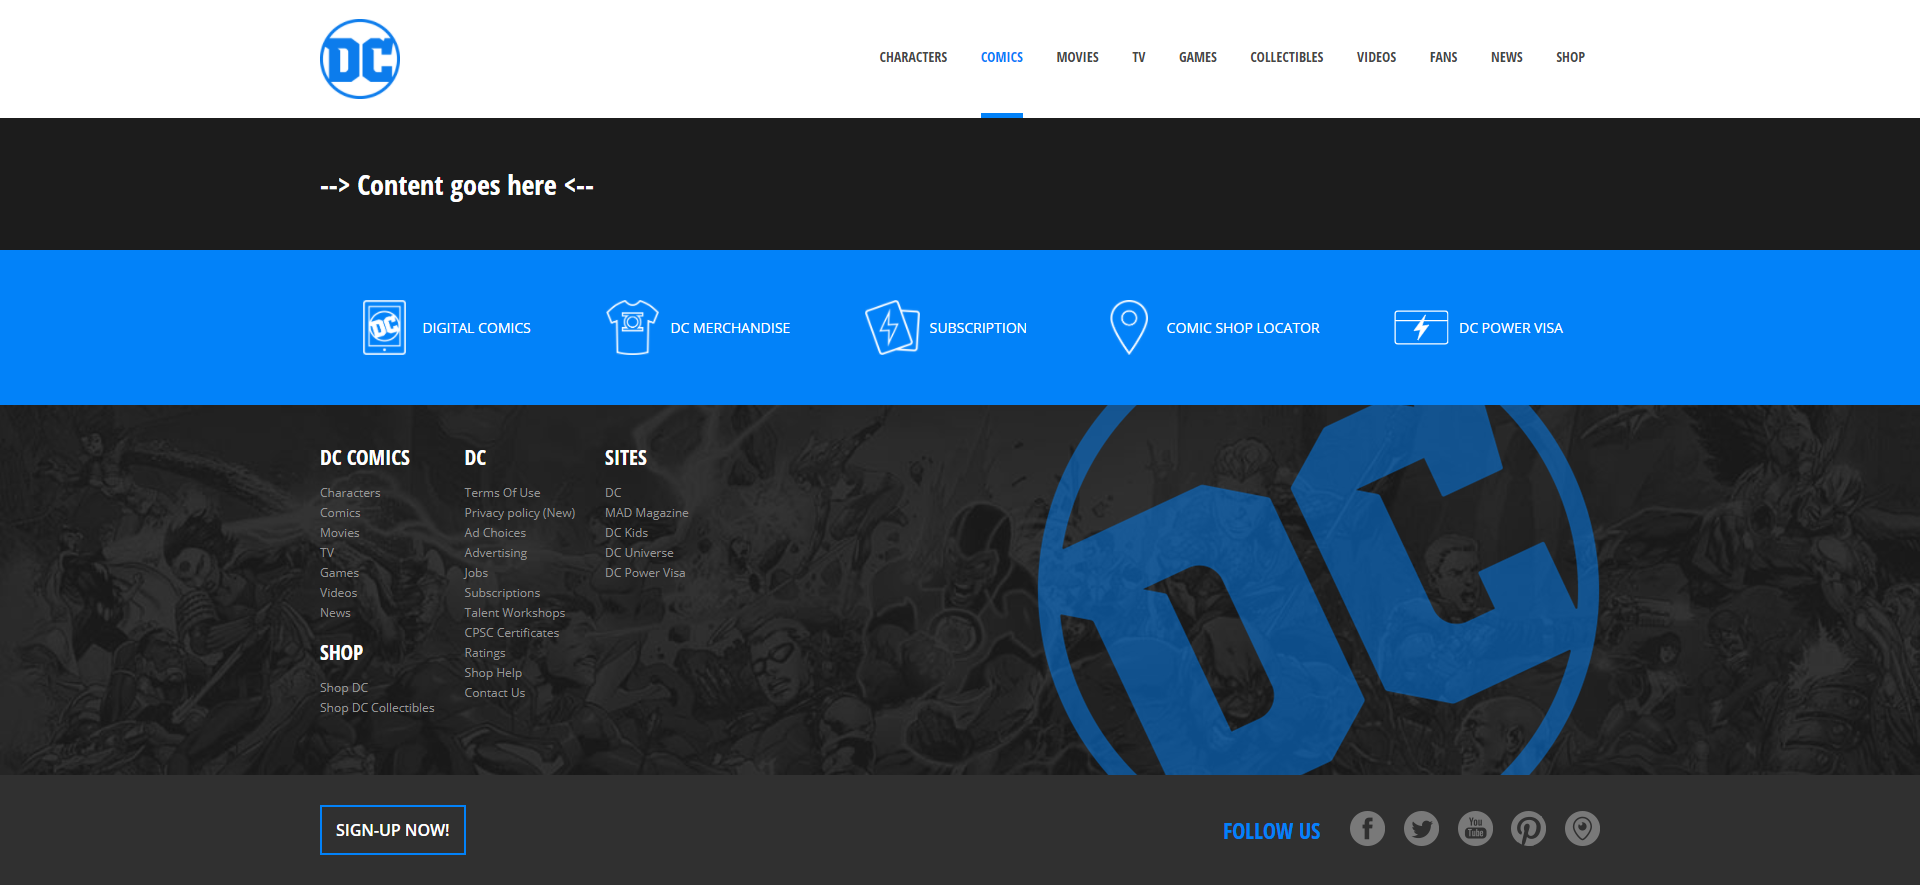 DC
CHARACTERS COMICS MOVIES TV GAMES COLLECTIBLES VIDEOS FANS NEWS SHOP
--> Content goes here <--
DC DIGITAL COMICS
DC MERCHANDISE
SUBSCRIPTION
COMIC SHOP LOCATOR
DC POWER VISA
DC COMICS
Characters
Comics
Movies
TV
Games
Videos
News
SHOP
Shop DC
Shop DC Collectibles
DC
Terms Of Use
Privacy policy (New)
Ad Choices
Advertising
Jobs
Subscriptions
Talent Workshops
CPSC Certificates
Ratings
Shop Help
Contact Us
SITES
DC
MAD Magazine
DC Kids
DC Universe
DC Power Visa
DC
SIGN-UP NOW!
FOLLOW US
You
Tube